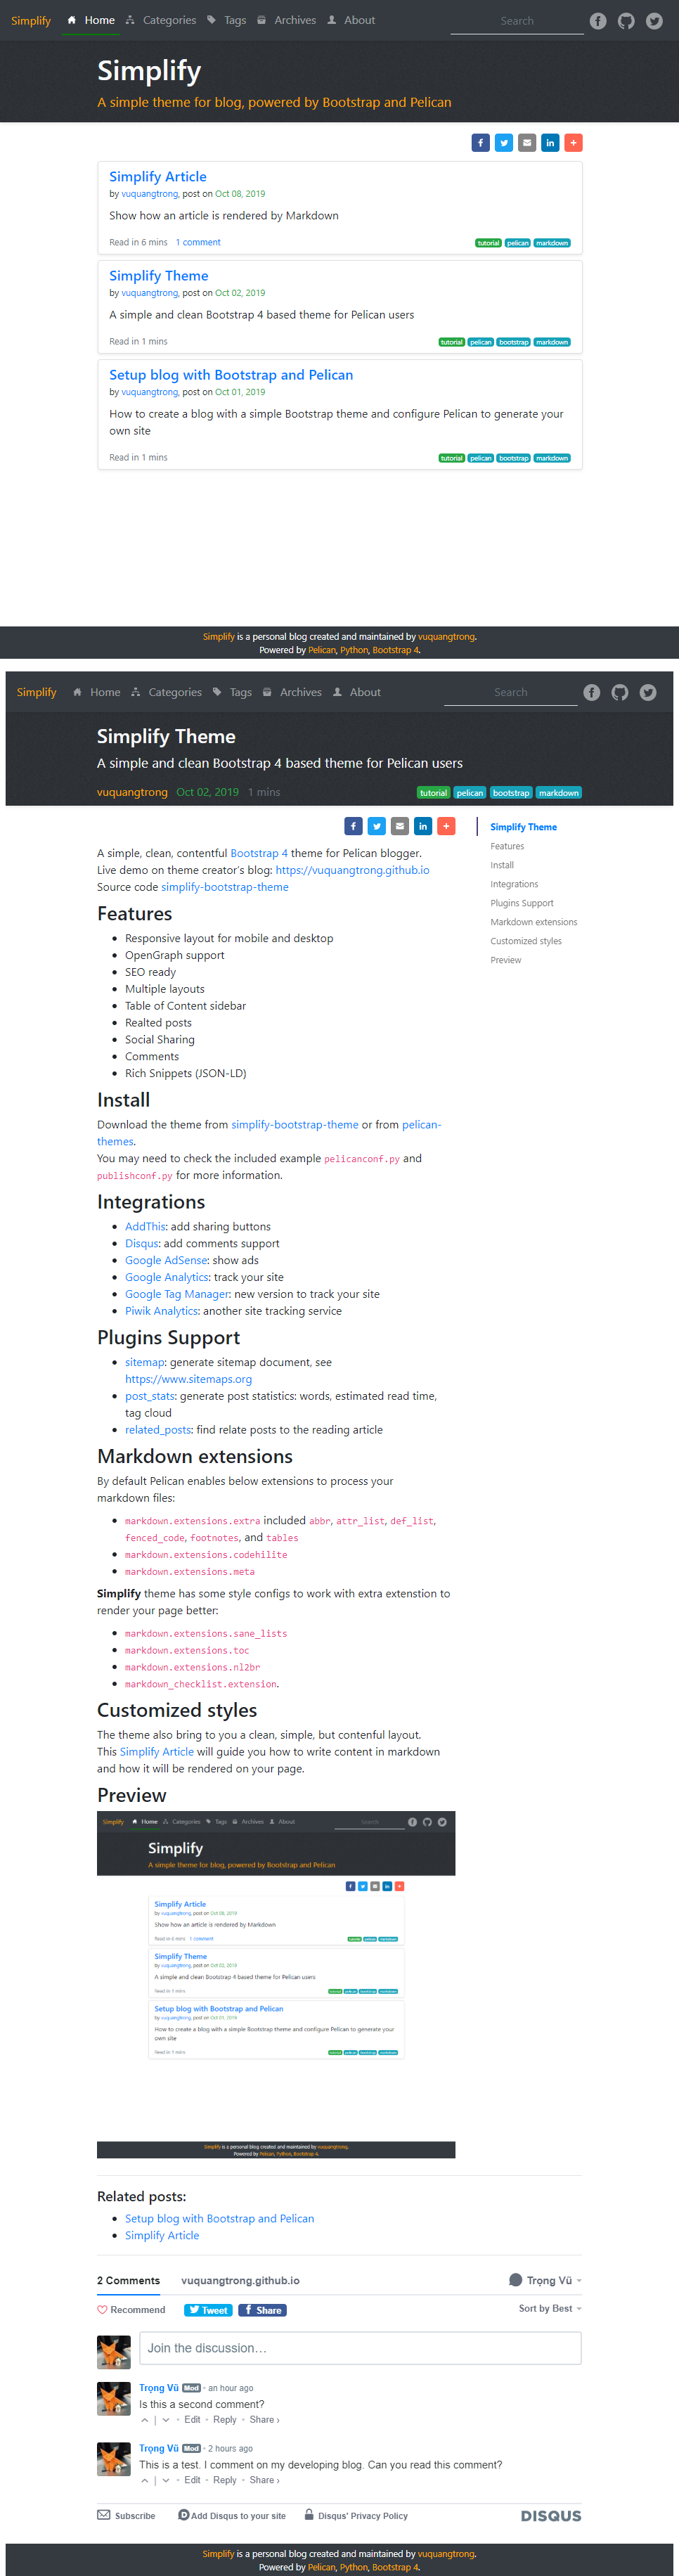 Simplify Home Categories Tags Archives About Search
Simplify
A simple theme for blog, powered by Bootstrap and Pelican
Simplify Article
by vuquangtrong, post on Oct 08, 2019
Show how an article is rendered by Markdown
Read in 6 mins 1 comment tutorial pelican markdown
Simplify Theme
by vuquangtrong, post on Oct 02, 2019
A simple and clean Bootstrap 4 based theme for Pelican users
Read in 1 mins tutorial pelican bootstrap markdown
Setup blog with Bootstrap and Pelican
by vuquangtrong, post on Oct 01, 2019
How to create a blog with a simple Bootstrap theme and configure Pelican to generate your
own site
Read in 1 mins tutorial pelican bootstrap markdown
Simplify is a personal blog created and maintained by vuquangtrong.
Powered by Pelican, Python, Bootstrap 4.
Simplify Home Categories Tags Archives About Search
Simplify Theme
A simple and clean Bootstrap 4 based theme for Pelican users
vuquangtrong Oct 02, 2019 1 mins tutorial pelican bootstrap markdown
Simplify Theme
Features
Install
Integrations
Plugins Support
Markdown extensions
Customized styles
Preview
A simple, clean, contentful Bootstrap 4 theme for Pelican blogger.
Live demo on theme creator's blog: https://vuquangtrong.github.io
Source code simplify-bootstrap-theme
Features
Responsive layout for mobile and desktop
OpenGraph support
SEO ready
Multiple layouts
Table of Content sidebar
Realted posts
Social Sharing
Comments
Rich Snippets (JSON-LD)
Install
Download the theme from simplify-bootstrap-theme or from pelican-
themes.
You may need to check the included example pelicanconf.py and
publishconf.py for more information.
Integrations
AddThis: add sharing buttons
Disqus: add comments support
Google AdSense: show ads
Google Analytics: track your site
Google Tag Manager: new version to track your site
Piwik Analytics: another site tracking service
Plugins Support
sitemap: generate sitemap document, see
https://www.sitemaps.org
post_stats: generate post statistics: words, estimated read time,
tag cloud
related_posts: find relate posts to the reading article
Markdown extensions
By default Pelican enables below extensions to process your
markdown files:
markdown.extensions.extra included abbr, attr_list, def_list,
fenced_code, footnotes, and tables
markdown.extensions.codehilite
markdown.extensions.meta
Simplify theme has some style configs to work with extra extenstion to
render your page better:
markdown.extensions.sane_lists
markdown.extensions.toc
markdown.extensions.nl2br
markdown_checklist.extension.
Customized styles
The theme also bring to you a clean, simple, but contenful layout.
This Simplify Article will guide you how to write content in markdown
and how it will be rendered on your page.
Preview
Simplify Home Categories Tags Archives About Search
Simplify
A simple theme for blog, powered by Bootstrap and Pelican
Simplify Article
by vuquangtrong, post on Oct 08, 2019
Show how an article is rendered by Markdown
Read in 6 mins 1 comment tutorial pelican markdown
Simplify Theme
by vuquangtrong, post on Oct 02, 2019
A simple and clean Bootstrap 4 based theme for Pelican users
Read in 1 mins tutorial pelican bootstrap markdown
Setup blog with Bootstrap and Pelican
by vuquangtrong, post on Oct 01, 2019
How to create a blog with a simple Bootstrap theme and configure Pelican to generate your
own site
Read in 1 mins tutorial pelican bootstrap markdown
Simplify is a personal blog created and maintained by vuquangtrong.
Powered by Pelican, Python, Bootstrap 4.
Related posts:
Setup blog with Bootstrap and Pelican
Simplify Article
2 Comments vuquangtrong.github.io Trọng Vũ
Recommend Tweet Share Sort by Best
Join the discussion…
Trọng Vũ Mod • an hour ago
Is this a second comment?
Edit • Reply • Share ›
Trọng Vũ Mod • 2 hours ago
This is a test. I comment on my developing blog. Can you read this comment?
Edit • Reply • Share ›
Subscribe Add Disqus to your site Disqus' Privacy Policy DISQUS
Simplify is a personal blog created and maintained by vuquangtrong.
Powered by Pelican, Python, Bootstrap 4.